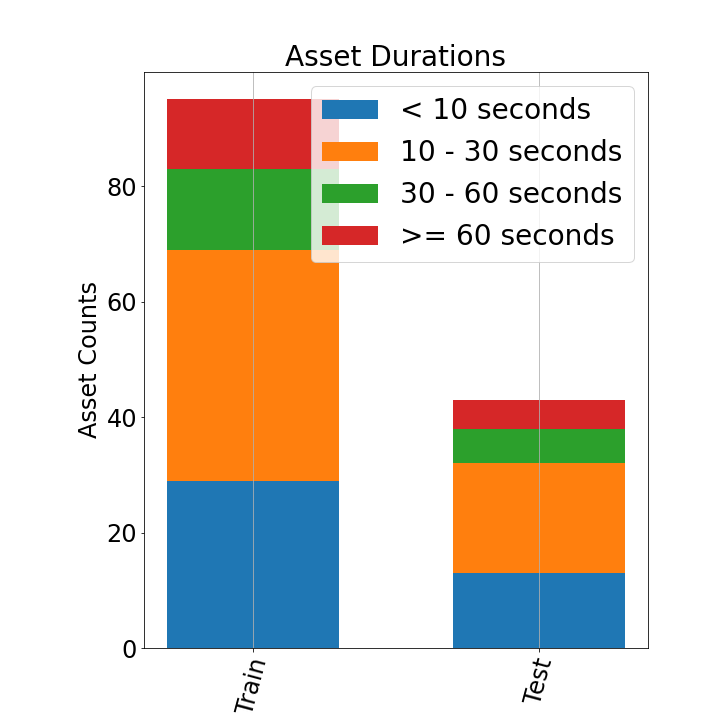 Asset Durations
< 10 seconds
10 - 30 seconds
30 - 60 seconds
>= 60 seconds
Asset Counts
80
60
40
20
0
Train
Test